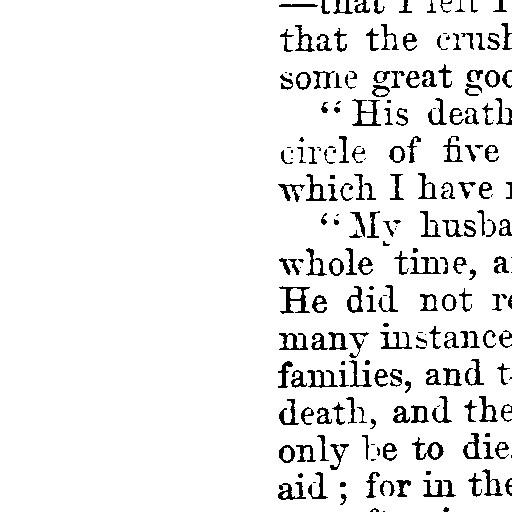 —that I felt I
that the crush
some great goo
“ His death
circle of five
which I have
“ My husba
whole time, a
He did not re
many instance
families, and t
death, and the
only be to die
aid ; for in the